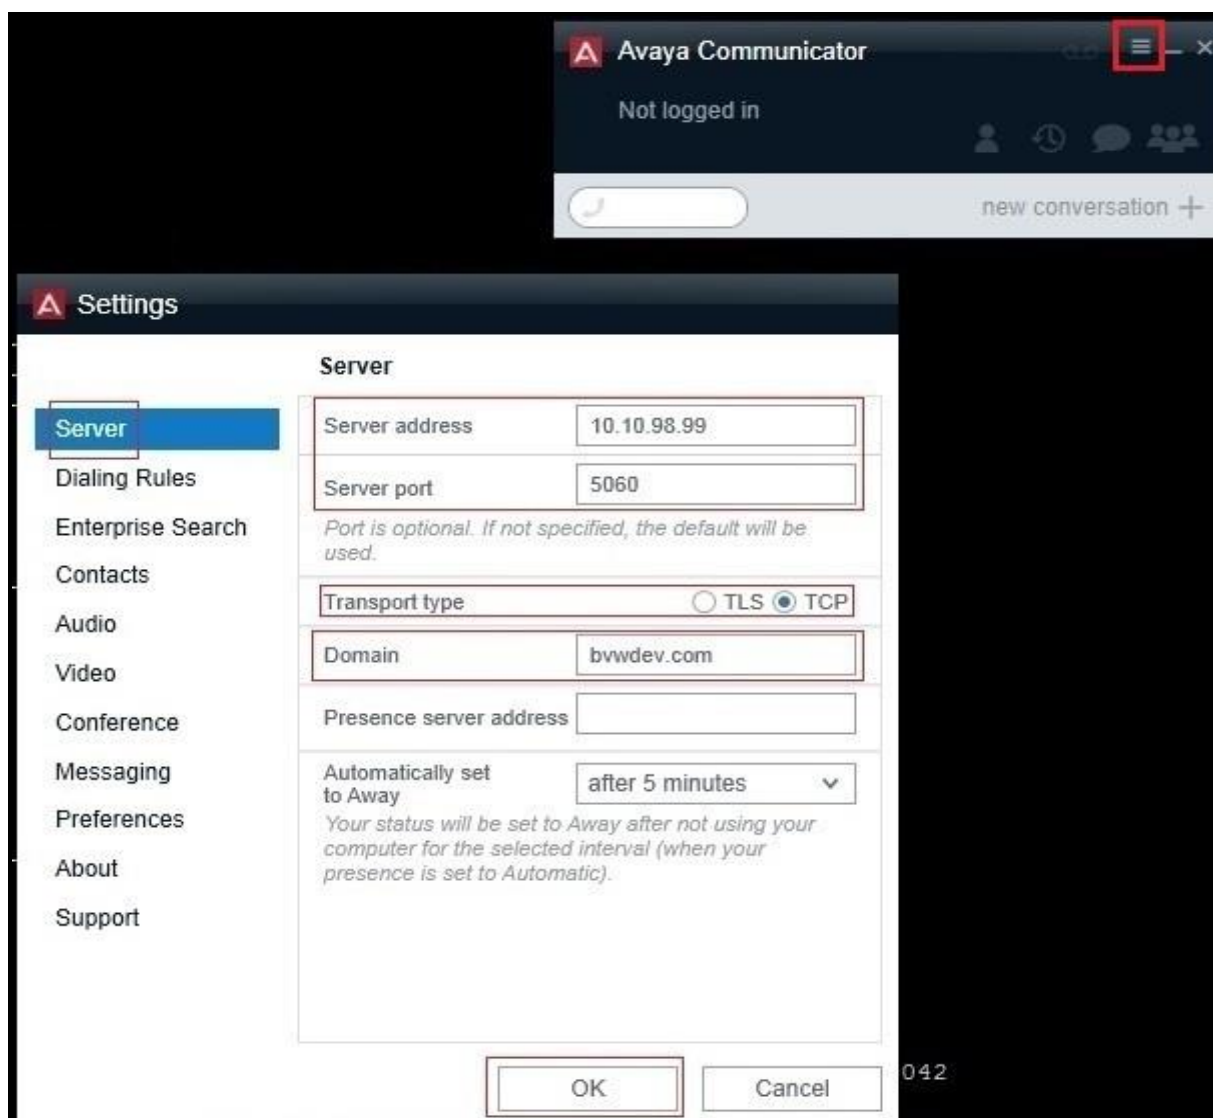 Avaya Communicator
Not logged in
new conversation
Settings
Server
Server
Dialing Rules
Enterprise Search
Contacts
Audio
Video
Conference
Messaging
Preferences
About
Support
Server address 10.10.98.99
Server port 5060
Port is optional. If not specified, the default will be
used.
Transport type TLS TCP
Domain bvwdev.com
Presence server address
Automatically set
to Away
after 5 minutes
Your status will be set to Away after not using your
computer for the selected interval (when your
presence is set to Automatic).
OK Cancel
042